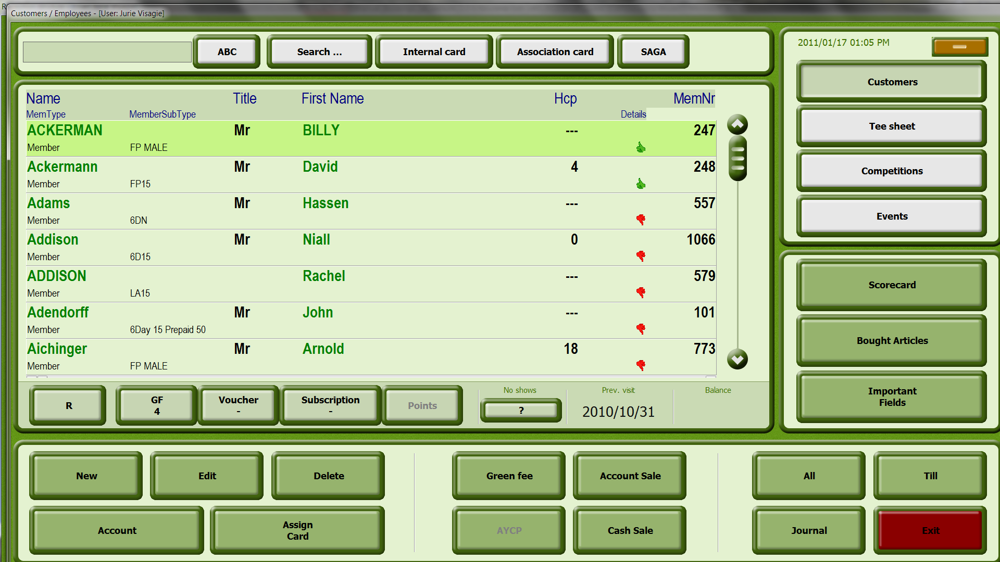 R
Customers / Employees - [User: Jurie Visagie]
ABC
Search ...
Internal card
Association card
SAGA
2011/01/17 01:05 PM
Customers
Tee sheet
Competitions
Events
Name Title First Name Hcp MemNr
MemType MemberSubType Details
ACKERMAN Mr BILLY --- 247
Member FP MALE
Ackermann Mr David 4 248
Member FP15
Adams Mr Hassen --- 557
Member 6DN
Addison Mr Niall 0 1066
Member 6D15
ADDISON Rachel --- 579
Member LA15
Adendorff Mr John --- 101
Member 6Day 15 Prepaid 50
Aichinger Mr Arnold 18 773
Member FP MALE
Scorecard
Bought Articles
Important
Fields
R
GF
4
Voucher
-
Subscription
-
Points
No shows
?
Prev. visit
2010/10/31
Balance
New
Edit
Delete
Green fee
Account Sale
All
Till
Account
Assign
Card
AYCP
Cash Sale
Journal
Exit